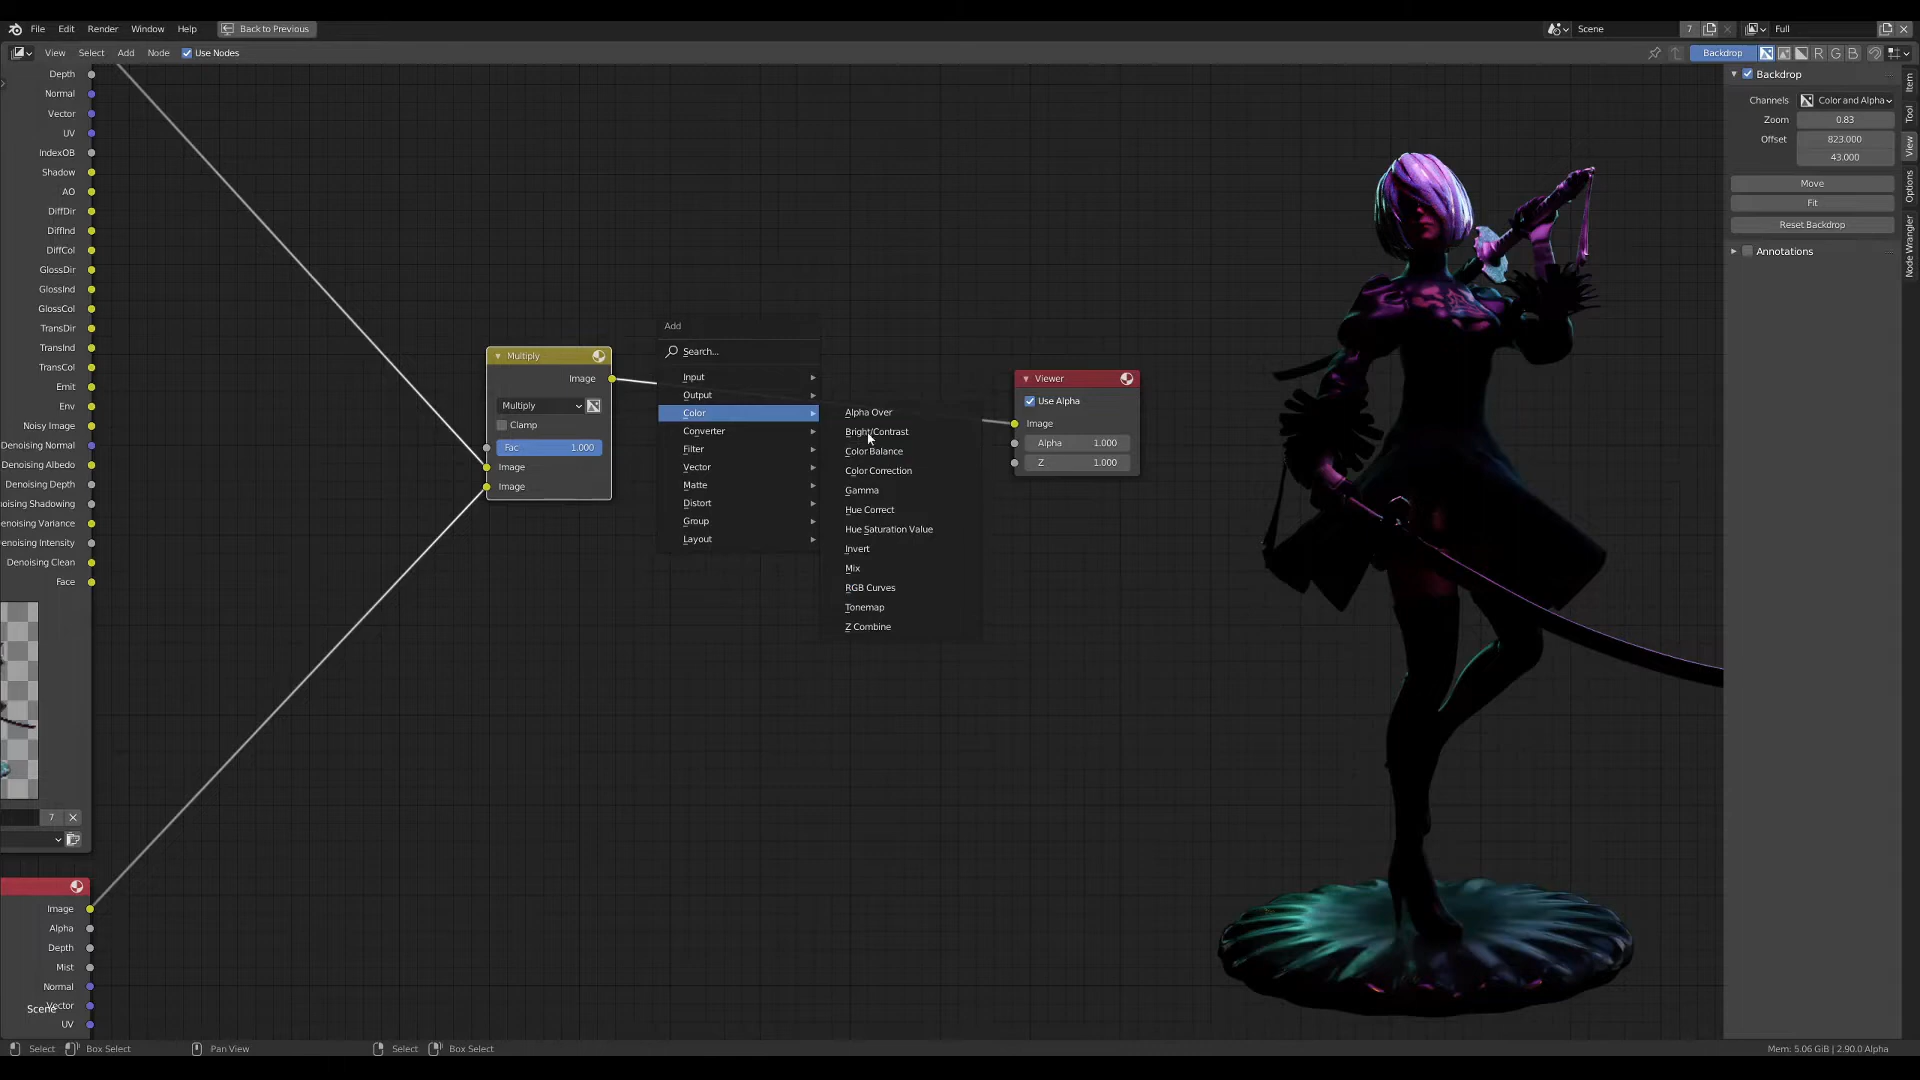 File Edit Render Window Help Back to Previous Scene 7 Full
View Select Add Node Use Nodes Backdrop R G B
Depth
Normal
Vector
UV
IndexOB
Shadow
AO
DiffDir
DiffInd
DiffCol
GlossDir
GlossInd
GlossCol
TransDir
TransInd
TransCol
Emit
Env
Noisy Image
Denoising Normal
Denoising Albedo
Denoising Depth
oising Shadowing
enoising Variance
enoising Intensity
Denoising Clean
Face
7
Image
Alpha
Depth
Mist
Normal
Vector
Scene
UV
Multiply
Image
Multiply
Clamp
Fac 1.000
Image
Image
Add
Search...
Input
Output
Color
Converter
Filter
Vector
Matte
Distort
Group
Layout
Alpha Over
Bright/Contrast
Color Balance
Color Correction
Gamma
Hue Correct
Hue Saturation Value
Invert
Mix
RGB Curves
Tonemap
Z Combine
Viewer
Use Alpha
Image
Alpha 1.000
Z 1.000
Backdrop
Channels Color and Alpha
Zoom 0.83
Offset 823.000
43.000
Move
Fit
Reset Backdrop
Annotations
Item
Tool
View
Options
Node Wrangler
Select Box Select Pan View Select Box Select Mem: 5.06 GiB | 2.90.0 Alpha